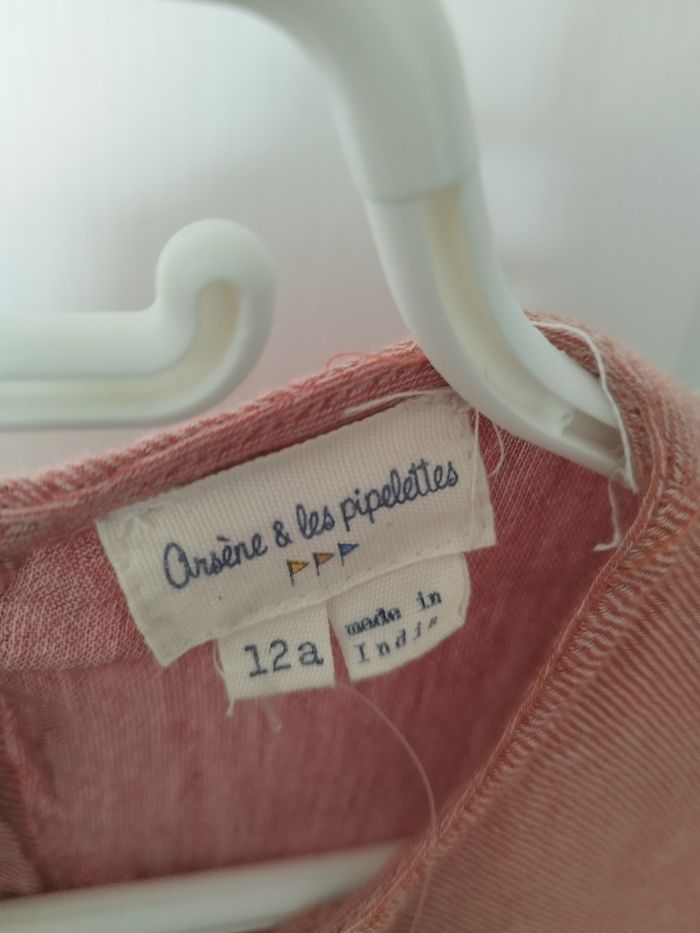 Arsène & les pipelettes
12a
made in
India